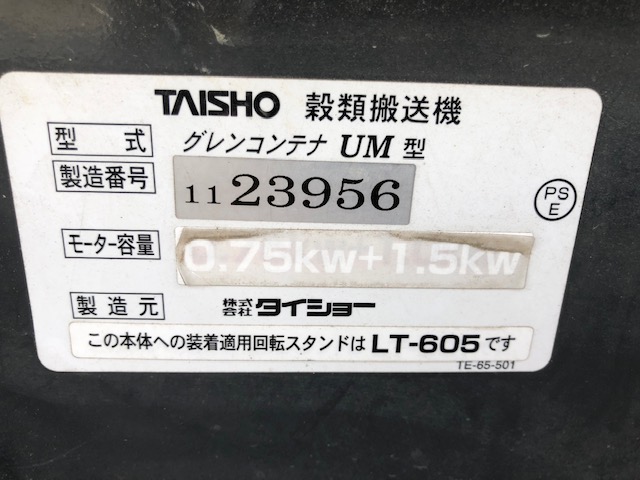 TAISHO 穀類搬送機
型式 グレンコンテナ UM 型
製造番号 11 23956
PS
E
モーター容量 0.75kw+1.5kw
製造元 株式会社 タイショー
この本体への装着適用回転スタンドは LT-605 です
TE-65-501